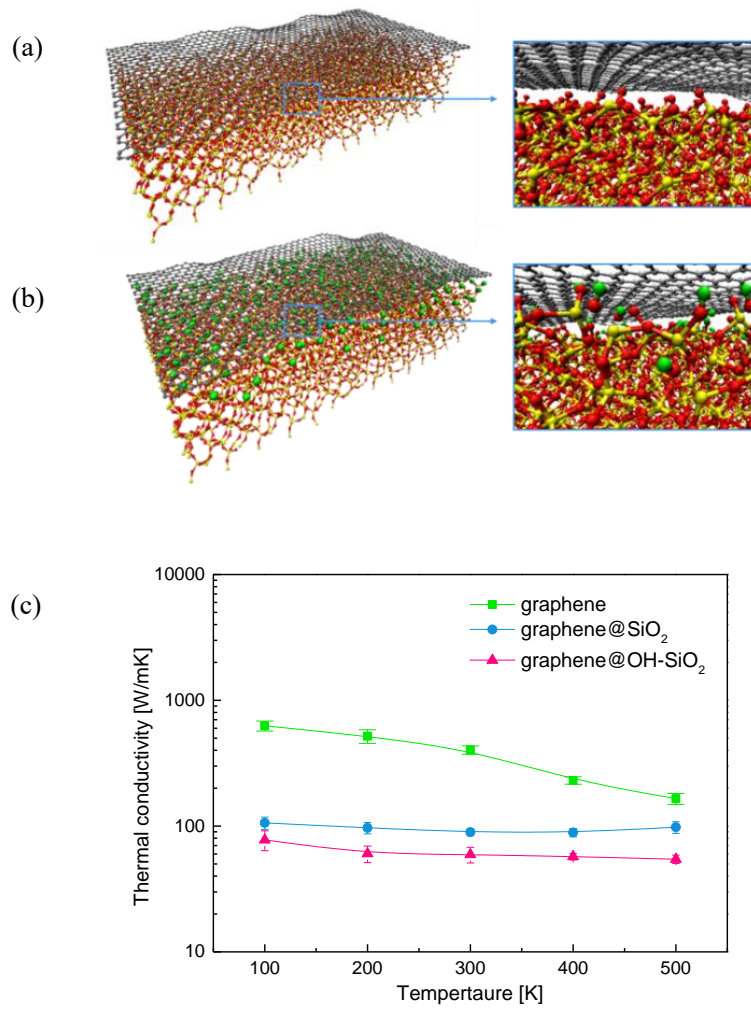 (a)
(b)
(c)
10000
1000
100
10
Thermal conductivity [W/mK]
graphene
graphene@SiO₂
graphene@OH-SiO₂
100 200 300 400 500
Tempertaure [K]